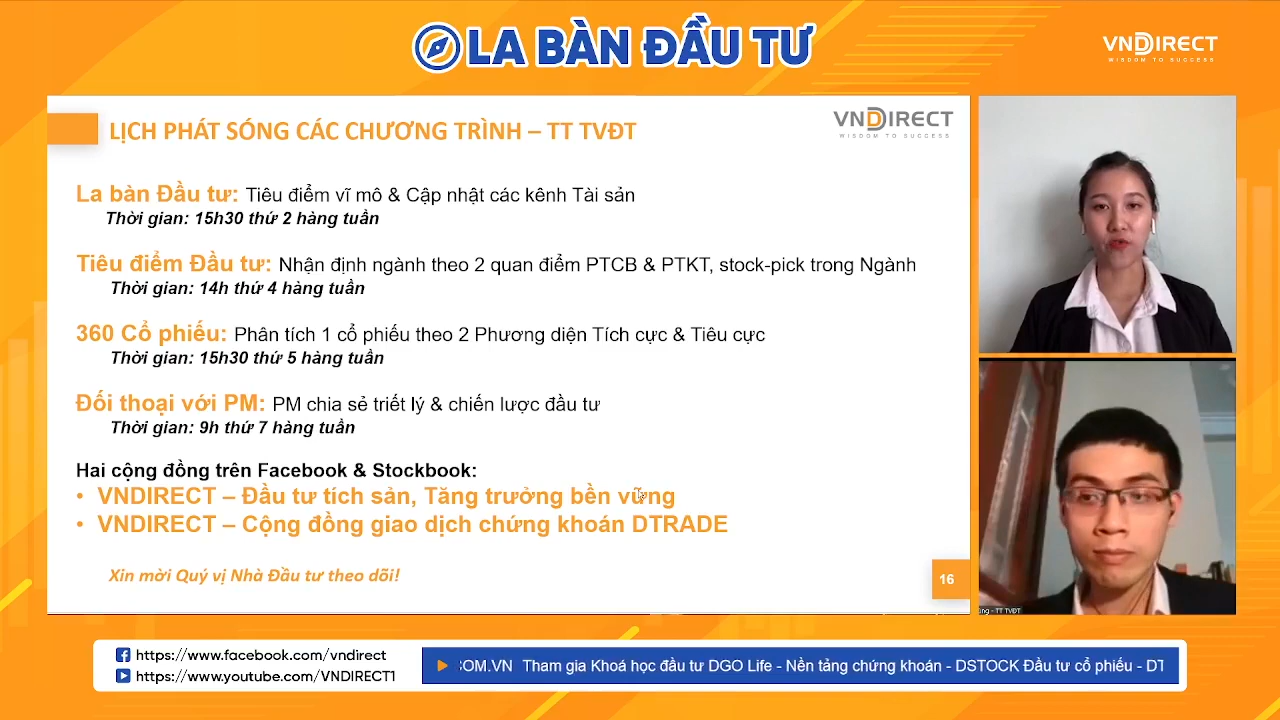 LA BÀN ĐẦU TƯ
VNDIRECT
WISDOM TO SUCCESS
LỊCH PHÁT SÓNG CÁC CHƯƠNG TRÌNH – TT TVĐT
VNDIRECT
WISDOM TO SUCCESS
La bàn Đầu tư: Tiêu điểm vĩ mô & Cập nhật các kênh Tài sản
Thời gian: 15h30 thứ 2 hàng tuần
Tiêu điểm Đầu tư: Nhận định ngành theo 2 quan điểm PTCB & PTKT, stock-pick trong Ngành
Thời gian: 14h thứ 4 hàng tuần
360 Cổ phiếu: Phân tích 1 cổ phiếu theo 2 Phương diện Tích cực & Tiêu cực
Thời gian: 15h30 thứ 5 hàng tuần
Đối thoại với PM: PM chia sẻ triết lý & chiến lược đầu tư
Thời gian: 9h thứ 7 hàng tuần
Hai cộng đồng trên Facebook & Stockbook:
• VNDIRECT – Đầu tư tích sản, Tăng trưởng bền vững
• VNDIRECT – Cộng đồng giao dịch chứng khoán DTRADE
Xin mời Quý vị Nhà Đầu tư theo dõi!
16
- TT TVĐT
https://www.facebook.com/vndirect
https://www.youtube.com/VNDIRECT1
COM.VN Tham gia Khoá học đầu tư DGO Life - Nền tảng chứng khoán - DSTOCK Đầu tư cổ phiếu - DT